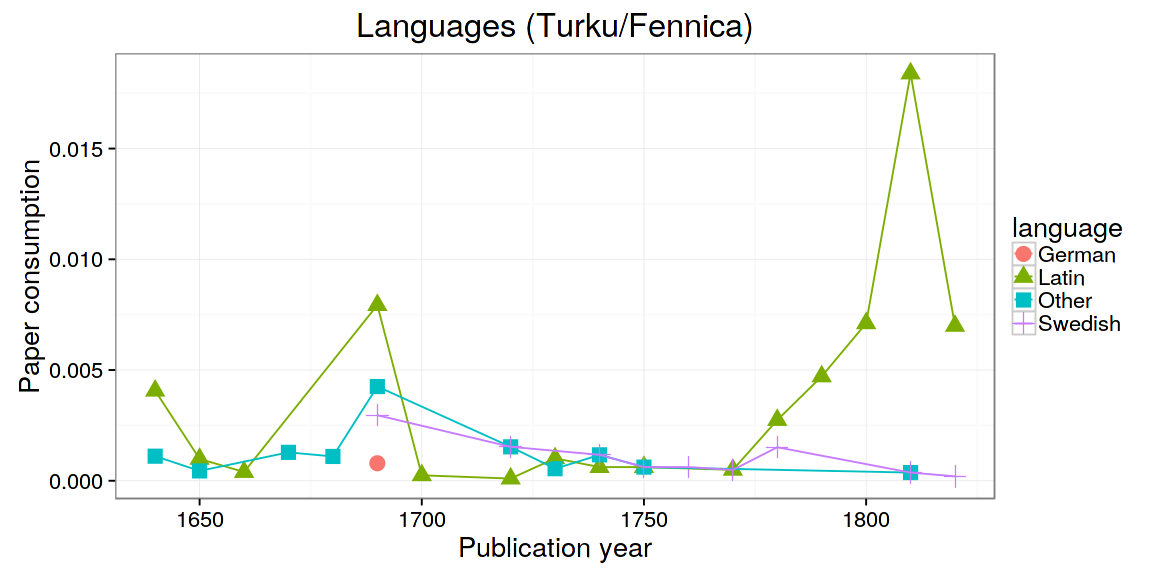 Languages (Turku/Fennica)
Paper consumption
0.015
0.010
0.005
0.000
1650 1700 1750 1800
Publication year
language
German
Latin
Other
Swedish